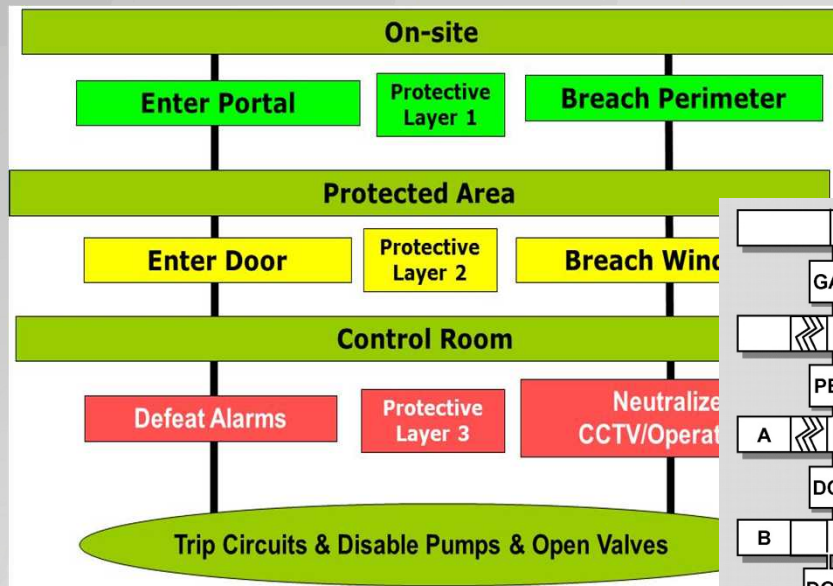 On-site
Enter Portal
Protective
Layer 1
Breach Perimeter
Protected Area
Enter Door
Protective
Layer 2
Breach
Control Room
Defeat Alarms
Protective
Layer 3
Neutralize
Trip Circuits & Disable Pumps & Open Valves
A
B